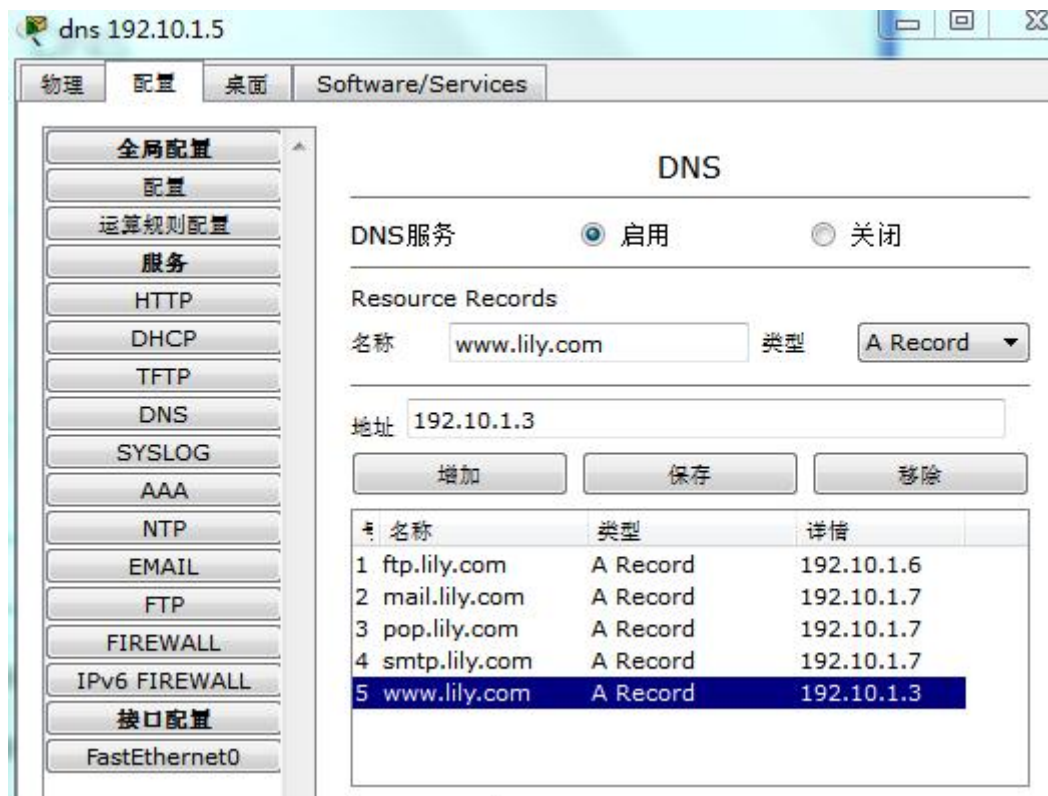 dns 192.10.1.5
物理 配置 桌面 Software/Services
全局配置
配置
运算规则配置
服务
HTTP
DHCP
TFTP
DNS
SYSLOG
AAA
NTP
EMAIL
FTP
FIREWALL
IPv6 FIREWALL
接口配置
FastEthernet0
DNS
DNS服务 启用 关闭
Resource Records
名称 www.lily.com 类型 A Record
地址 192.10.1.3
增加 保存 移除
名称 类型 详情
1 ftp.lily.com A Record 192.10.1.6
2 mail.lily.com A Record 192.10.1.7
3 pop.lily.com A Record 192.10.1.7
4 smtp.lily.com A Record 192.10.1.7
5 www.lily.com A Record 192.10.1.3